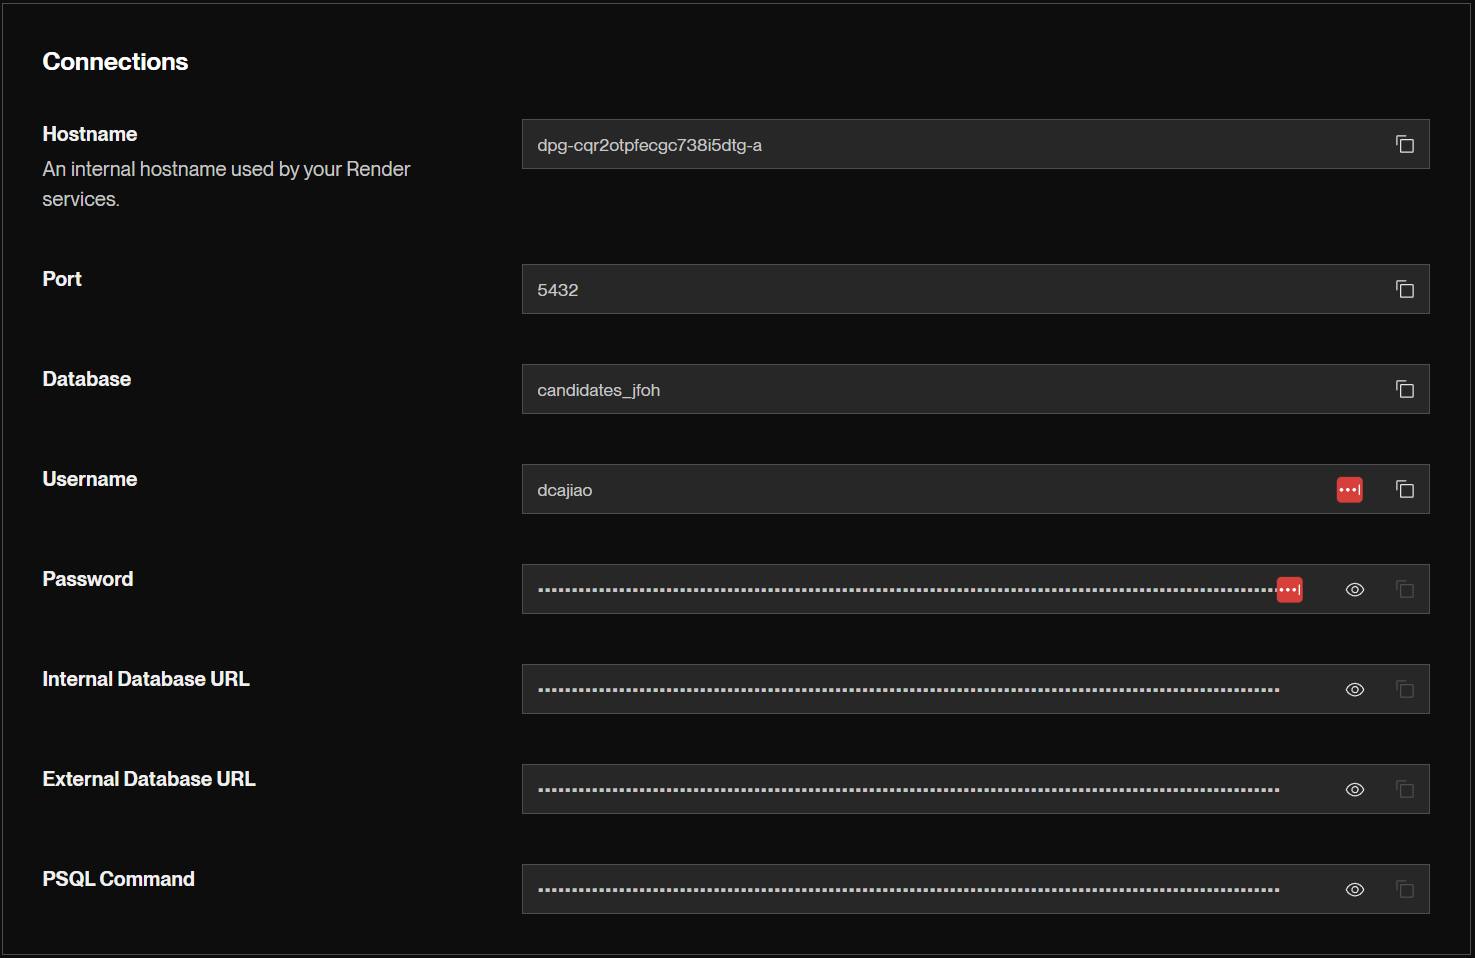 Connections
Hostname
An internal hostname used by your Render
services.
dpg-cqr2otpfecgc738i5dtg-a
Port
5432
Database
candidates_jfoh
Username
dcajiao
Password
Internal Database URL
External Database URL
PSQL Command